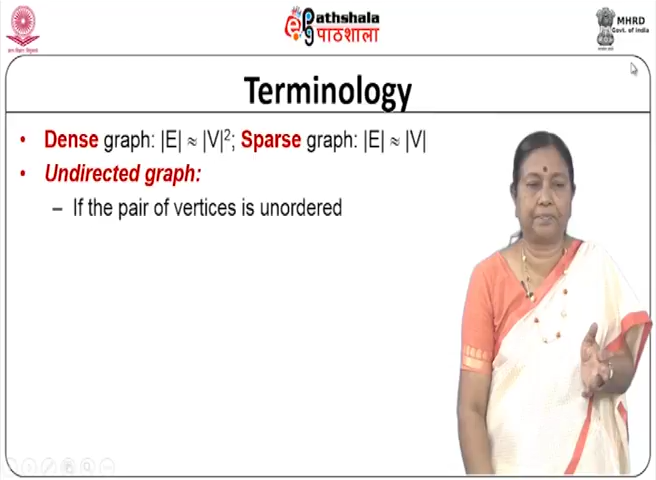 ePathshala
पाठशाला
MHRD
Govt. of India
Terminology
• Dense graph: |E| ≈ |V|²; Sparse graph: |E| ≈ |V|
• Undirected graph:
– If the pair of vertices is unordered